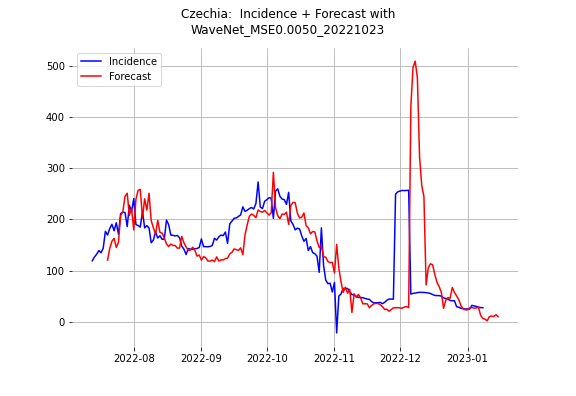 Czechia:  Incidence + Forecast with
WaveNet_MSE0.0050_20221023
Incidence
Forecast
500
400
300
200
100
0
2022-08 2022-09 2022-10 2022-11 2022-12 2023-01